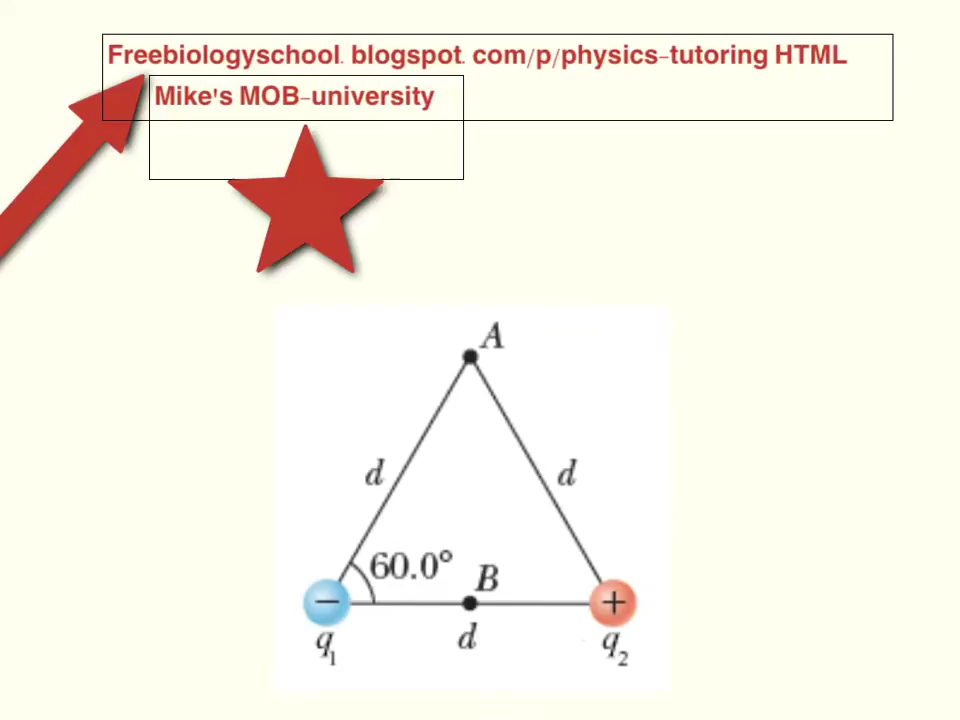 Freebiologyschool. blogspot. com/p/physics-tutoring HTML
Mike's MOB-university
A
d
d
60.0°
B
−
+
q1
d
q2